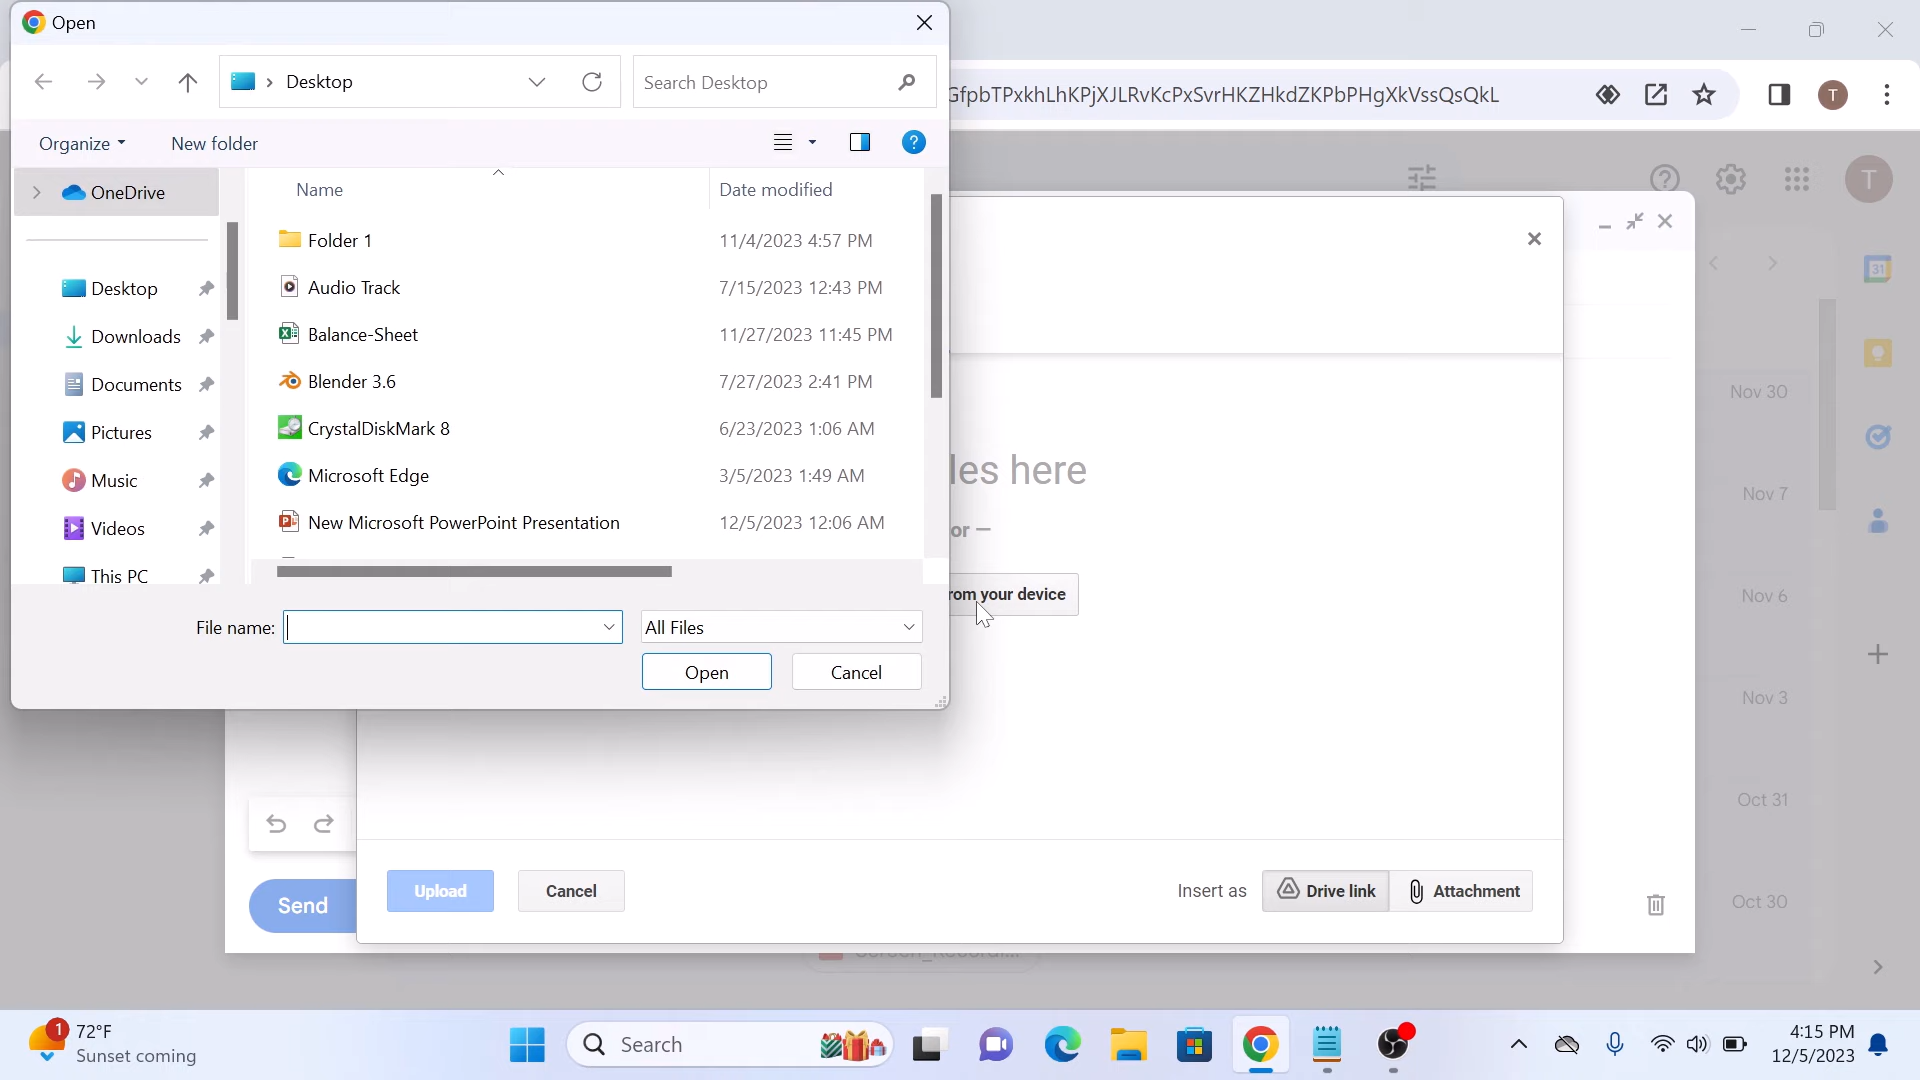 Open
Desktop
Search Desktop
GfpbTPxkhLhKPjXJLRvKcPxSvrHKZHkdZKPbPHgXkVssQsQkL
T
Organize
New folder
?
OneDrive
Desktop
Downloads
Documents
Pictures
Music
Videos
This PC
Name Date modified
Folder 1 11/4/2023 4:57 PM
Audio Track 7/15/2023 12:43 PM
Balance-Sheet 11/27/2023 11:45 PM
Blender 3.6 7/27/2023 2:41 PM
CrystalDiskMark 8 6/23/2023 1:06 AM
Microsoft Edge 3/5/2023 1:49 AM
New Microsoft PowerPoint Presentation 12/5/2023 12:06 AM
File name:
All Files
Open Cancel
T
31
les here
or —
rom your device
Nov 30
Nov 7
Nov 6
Nov 3
Oct 31
Oct 30
Send
Upload
Cancel
Insert as
Drive link
Attachment
1
72°F
Sunset coming
Search
4:15 PM
12/5/2023